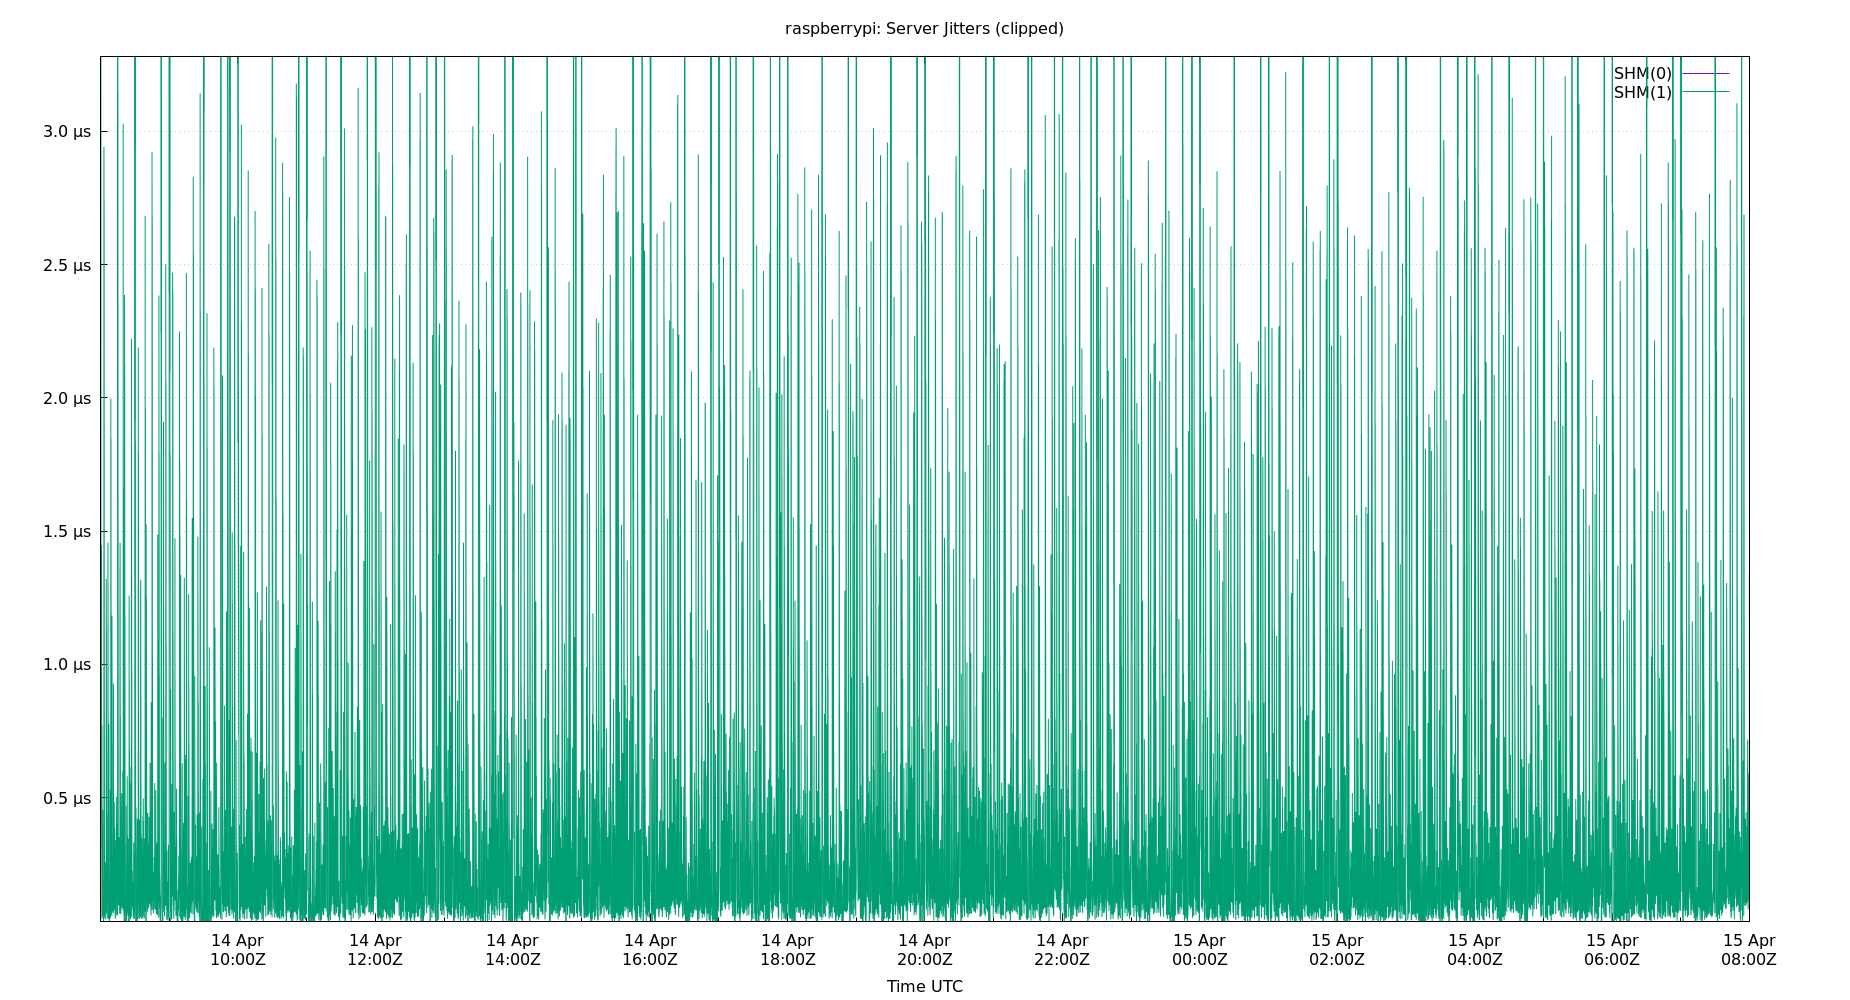 raspberrypi: Server Jitters (clipped)
SHM(0)
SHM(1)
3.0 µs
2.5 µs
2.0 µs
1.5 µs
1.0 µs
0.5 µs
14 Apr 14 Apr 14 Apr 14 Apr 14 Apr 14 Apr 14 Apr 15 Apr 15 Apr 15 Apr 15 Apr 15 Apr
10:00Z 12:00Z 14:00Z 16:00Z 18:00Z 20:00Z 22:00Z 00:00Z 02:00Z 04:00Z 06:00Z 08:00Z
Time UTC